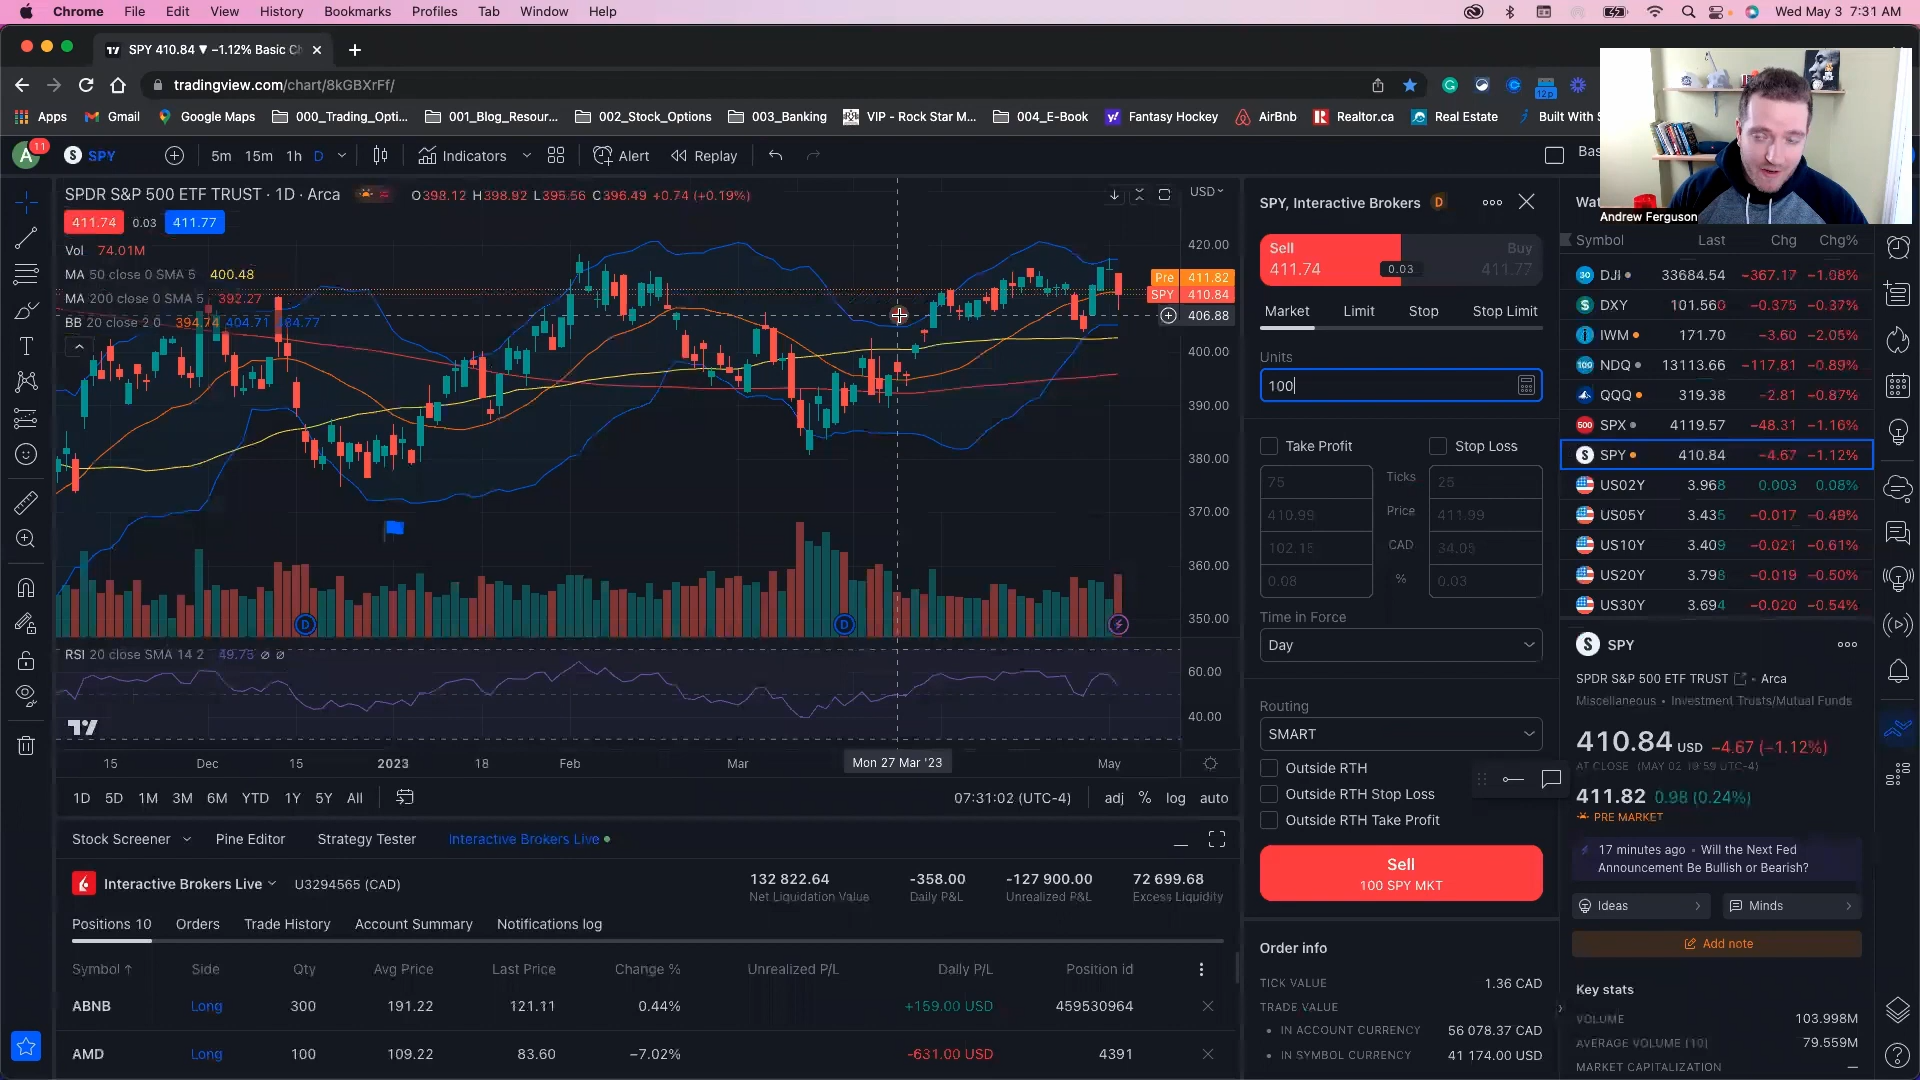 Chrome File Edit View History Bookmarks Profiles Tab Window Help
Wed May 3 7:31 AM
SPY 410.84 ▼ −1.12% Basic Ch
tradingview.com/chart/8kGBXrFf/
Apps Gmail Google Maps 000_Trading_Opti... 001_Blog_Resour... 002_Stock_Options 003_Banking VIP - Rock Star M... 004_E-Book Fantasy Hockey AirBnb Realtor.ca Real Estate Built With
12p
A 11 SPY 5m 15m 1h D Indicators Alert Replay
Andrew Ferguson
SPDR S&P 500 ETF TRUST · 1D · Arca O398.12 H398.92 L395.56 C396.49 +0.74 (+0.19%)
USD
411.74 0.03 411.77
Vol 74.01M
MA 50 close 0 SMA 5 400.48
MA 200 close 0 SMA 5 392.27
BB 20 close 2 0 394.74 404.71 384.77
420.00
Pre 411.82
SPY 410.84
406.88
400.00
390.00
380.00
370.00
360.00
350.00
D D
RSI 20 close SMA 14 2 49.75 ∅ ∅
60.00
40.00
15 Dec 15 2023 18 Feb Mar Mon 27 Mar '23 May
1D 5D 1M 3M 6M YTD 1Y 5Y All 07:31:02 (UTC-4) adj % log auto
Stock Screener Pine Editor Strategy Tester Interactive Brokers Live
Interactive Brokers Live U3294565 (CAD)
132 822.64 -358.00 -127 900.00 72 699.68
Net Liquidation Value Daily P&L Unrealized P&L Excess Liquidity
Positions 10 Orders Trade History Account Summary Notifications log
Symbol ↑ Side Qty Avg Price Last Price Change % Unrealized P/L Daily P/L Position id
ABNB Long 300 191.22 121.11 0.44% +159.00 USD 459530964
AMD Long 100 109.22 83.60 −7.02% -631.00 USD 4391
SPY, Interactive Brokers D
Sell Buy
411.74 0.03 411.77
Market Limit Stop Stop Limit
Units
100
Take Profit Stop Loss
75 Ticks 25
410.99 Price 411.99
102.15 CAD 34.05
0.08 % 0.03
Time in Force
Day
Routing
SMART
Outside RTH
Outside RTH Stop Loss
Outside RTH Take Profit
Sell
100 SPY MKT
Order info
TICK VALUE 1.36 CAD
TRADE VALUE
IN ACCOUNT CURRENCY 56 078.37 CAD
IN SYMBOL CURRENCY 41 174.00 USD
Symbol Last Chg Chg%
DJI 33684.54 −367.17 −1.08%
DXY 101.560 −0.375 −0.37%
IWM 171.70 −3.60 −2.05%
NDQ 13113.66 −117.81 −0.89%
QQQ 319.38 −2.81 −0.87%
SPX 4119.57 −48.31 −1.16%
SPY 410.84 −4.67 −1.12%
US02Y 3.968 0.003 0.08%
US05Y 3.435 −0.017 −0.49%
US10Y 3.409 −0.021 −0.61%
US20Y 3.798 −0.019 −0.50%
US30Y 3.694 −0.020 −0.54%
SPY
SPDR S&P 500 ETF TRUST • Arca
Miscellaneous • Investment Trusts/Mutual Funds
410.84 USD −4.67 (−1.12%)
AT CLOSE (MAY 02 19:59 UTC-4)
411.82 0.98 (0.24%)
PRE MARKET
17 minutes ago • Will the Next Fed
Announcement Be Bullish or Bearish?
Ideas Minds
Add note
Key stats
VOLUME 103.998M
AVERAGE VOLUME (10) 79.559M
MARKET CAPITALIZATION —